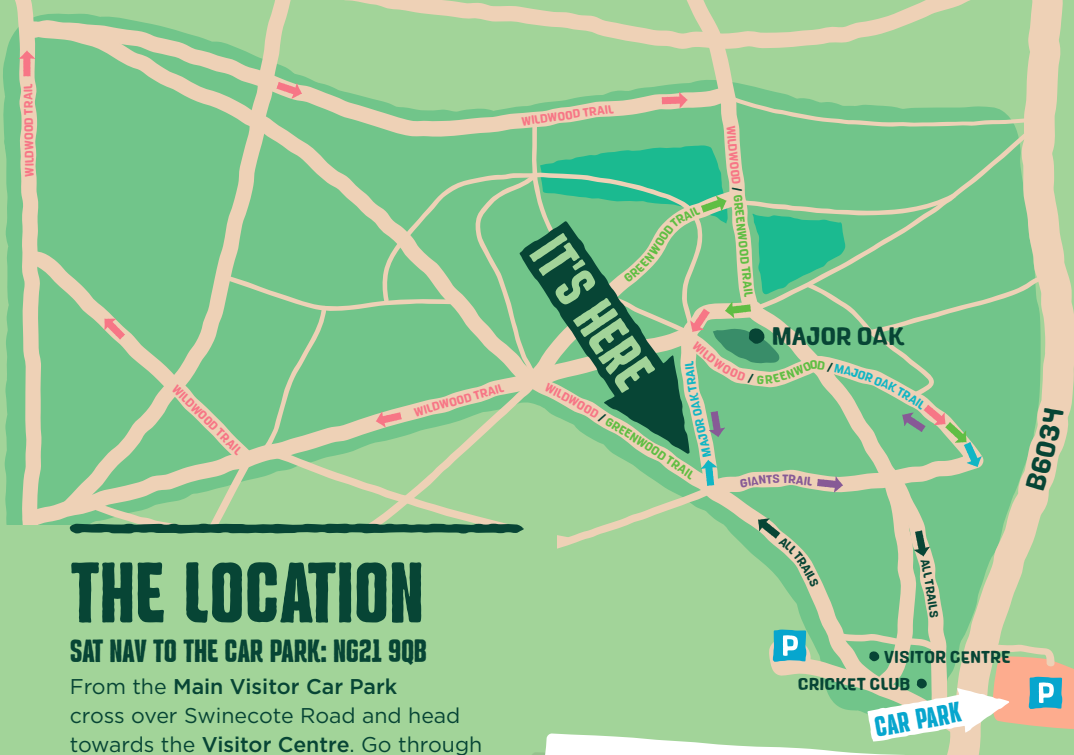 WILDWOOD TRAIL
WILDWOOD TRAIL
WILDWOOD / GREENWOOD TRAIL
GREENWOOD TRAIL
IT'S HERE
MAJOR OAK
WILDWOOD / GREENWOOD / MAJOR OAK TRAIL
MAJOR OAK TRAIL
WILDWOOD TRAIL
WILDWOOD TRAIL
WILDWOOD / GREENWOOD TRAIL
GIANTS TRAIL
B6034
ALL TRAILS
ALL TRAILS
P
VISITOR CENTRE
CRICKET CLUB
CAR PARK
P
THE LOCATION
SAT NAV TO THE CAR PARK: NG21 9QB
From the Main Visitor Car Park
cross over Swinecote Road and head
towards the Visitor Centre. Go through